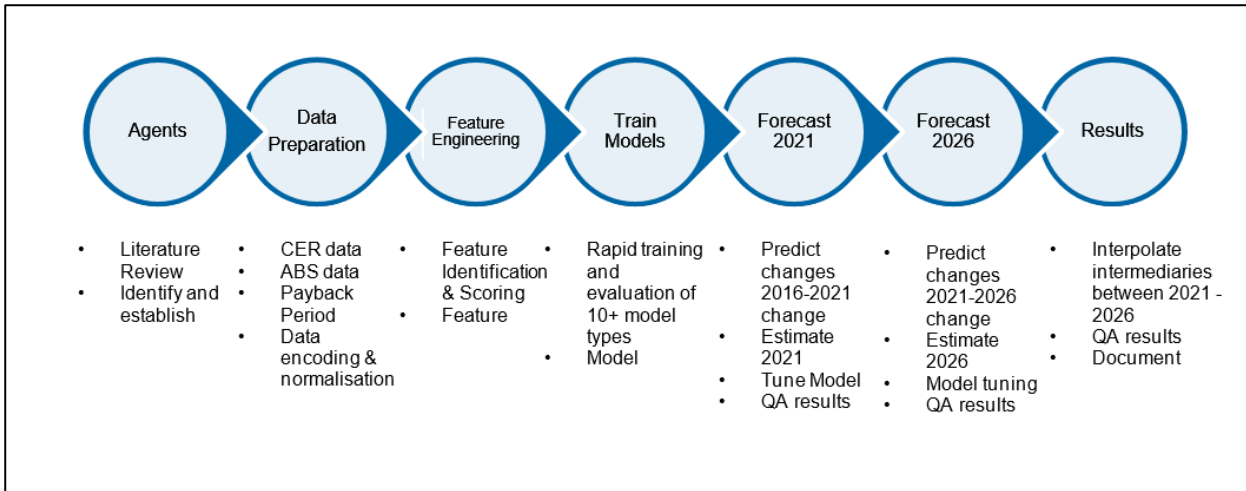 Agents
Data
Preparation
Feature
Engineering
Train
Models
Forecast
2021
Forecast
2026
Results
• Literature
Review
• Identify and
establish
• CER data
• ABS data
• Payback
Period
• Data
encoding &
normalisation
• Feature
Identification
& Scoring
• Feature
• Rapid training
and
evaluation of
10+ model
types
• Model
• Predict
changes
2016-2021
change
• Estimate
2021
• Tune Model
• QA results
• Predict
changes
2021-2026
change
• Estimate
2026
• Model tuning
• QA results
• Interpolate
intermediaries
between 2021 -
2026
• QA results
• Document